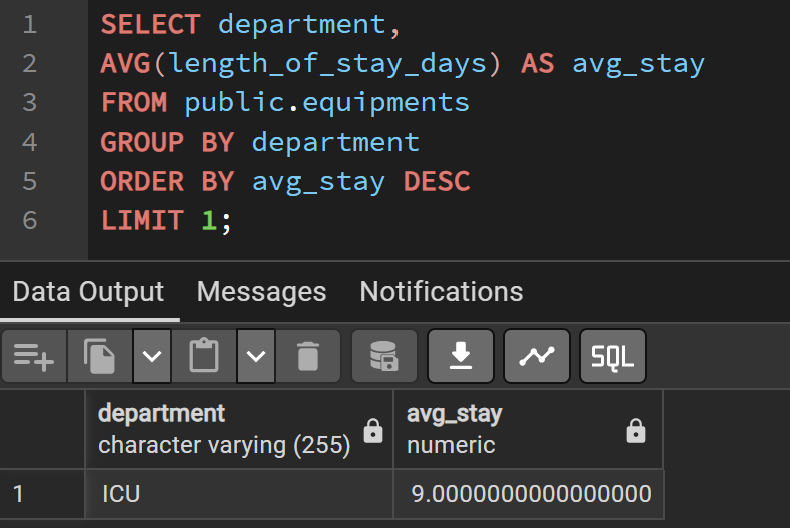 1 SELECT department,
2 AVG(length_of_stay_days) AS avg_stay
3 FROM public.equipments
4 GROUP BY department
5 ORDER BY avg_stay DESC
6 LIMIT 1;
Data Output Messages Notifications
SQL
department avg_stay
character varying (255) numeric
1 ICU 9.0000000000000000